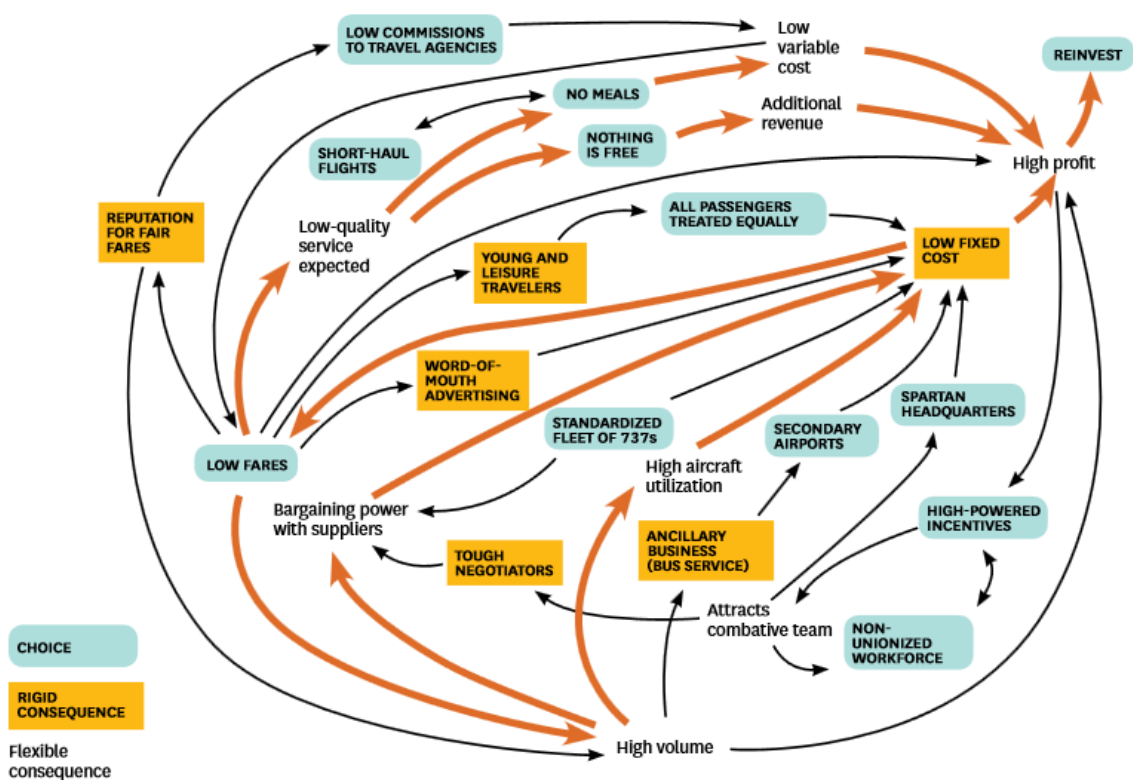 LOW COMMISSIONS
TO TRAVEL AGENCIES
Low
variable
cost
REINVEST
NO MEALS
Additional
revenue
NOTHING
IS FREE
SHORT-HAUL
FLIGHTS
High profit
ALL PASSENGERS
TREATED EQUALLY
REPUTATION
FOR FAIR
FARES
Low-quality
service
expected
YOUNG AND
LEISURE
TRAVELERS
LOW FIXED
COST
WORD-OF-
MOUTH
ADVERTISING
SPARTAN
HEADQUARTERS
STANDARDIZED
FLEET OF 737s
SECONDARY
AIRPORTS
LOW FARES
High aircraft
utilization
Bargaining power
with suppliers
HIGH-POWERED
INCENTIVES
ANCILLARY
BUSINESS
(BUS SERVICE)
TOUGH
NEGOTIATORS
Attracts
combative team
NON-
UNIONIZED
WORKFORCE
CHOICE
RIGID
CONSEQUENCE
High volume
Flexible
consequence